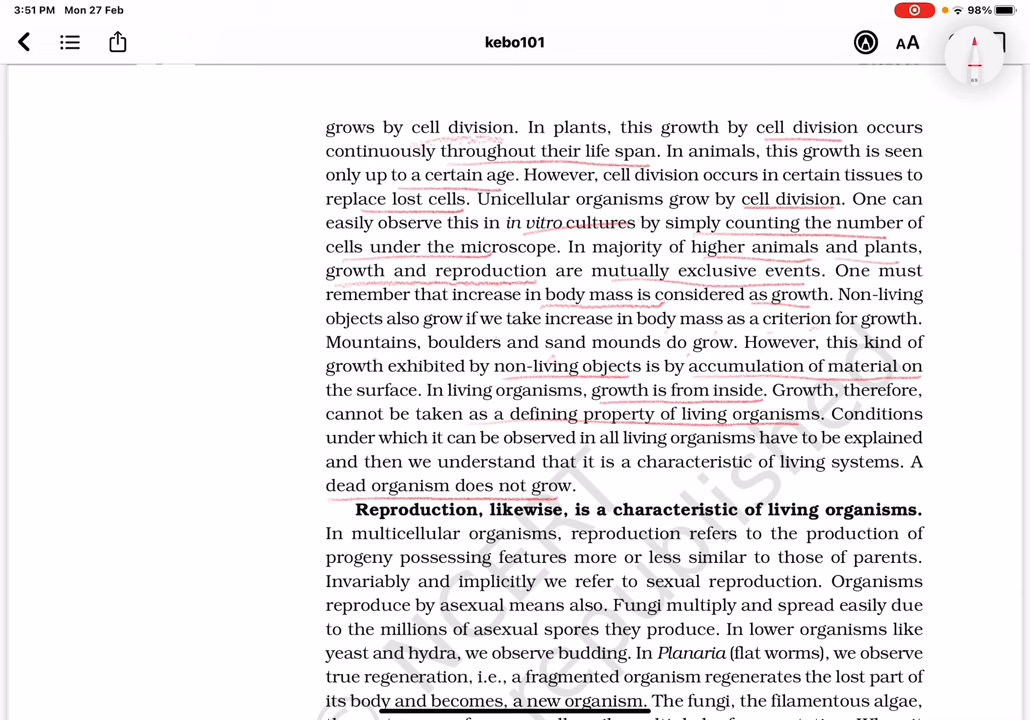 3:51 PM Mon 27 Feb
98%
kebo101
AA
grows by cell division. In plants, this growth by cell division occurs
continuously throughout their life span. In animals, this growth is seen
only up to a certain age. However, cell division occurs in certain tissues to
replace lost cells. Unicellular organisms grow by cell division. One can
easily observe this in in vitro cultures by simply counting the number of
cells under the microscope. In majority of higher animals and plants,
growth and reproduction are mutually exclusive events. One must
remember that increase in body mass is considered as growth. Non-living
objects also grow if we take increase in body mass as a criterion for growth.
Mountains, boulders and sand mounds do grow. However, this kind of
growth exhibited by non-living objects is by accumulation of material on
the surface. In living organisms, growth is from inside. Growth, therefore,
cannot be taken as a defining property of living organisms. Conditions
under which it can be observed in all living organisms have to be explained
and then we understand that it is a characteristic of living systems. A
dead organism does not grow.
Reproduction, likewise, is a characteristic of living organisms.
In multicellular organisms, reproduction refers to the production of
progeny possessing features more or less similar to those of parents.
Invariably and implicitly we refer to sexual reproduction. Organisms
reproduce by asexual means also. Fungi multiply and spread easily due
to the millions of asexual spores they produce. In lower organisms like
yeast and hydra, we observe budding. In Planaria (flat worms), we observe
true regeneration, i.e., a fragmented organism regenerates the lost part of
its body and becomes, a new organism. The fungi, the filamentous algae,
© NCERT
republished